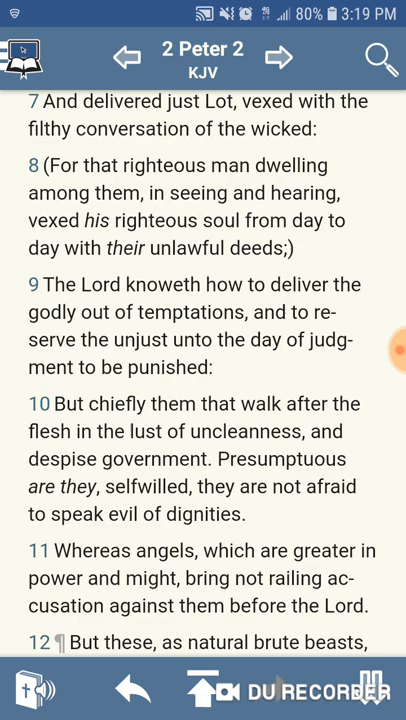 80% 3:19 PM
2 Peter 2
KJV
7 And delivered just Lot, vexed with the
filthy conversation of the wicked:
8 (For that righteous man dwelling
among them, in seeing and hearing,
vexed his righteous soul from day to
day with their unlawful deeds;)
9 The Lord knoweth how to deliver the
godly out of temptations, and to re-
serve the unjust unto the day of judg-
ment to be punished:
10 But chiefly them that walk after the
flesh in the lust of uncleanness, and
despise government. Presumptuous
are they, selfwilled, they are not afraid
to speak evil of dignities.
11 Whereas angels, which are greater in
power and might, bring not railing ac-
cusation against them before the Lord.
12 ¶ But these, as natural brute beasts,
DU RECORDER